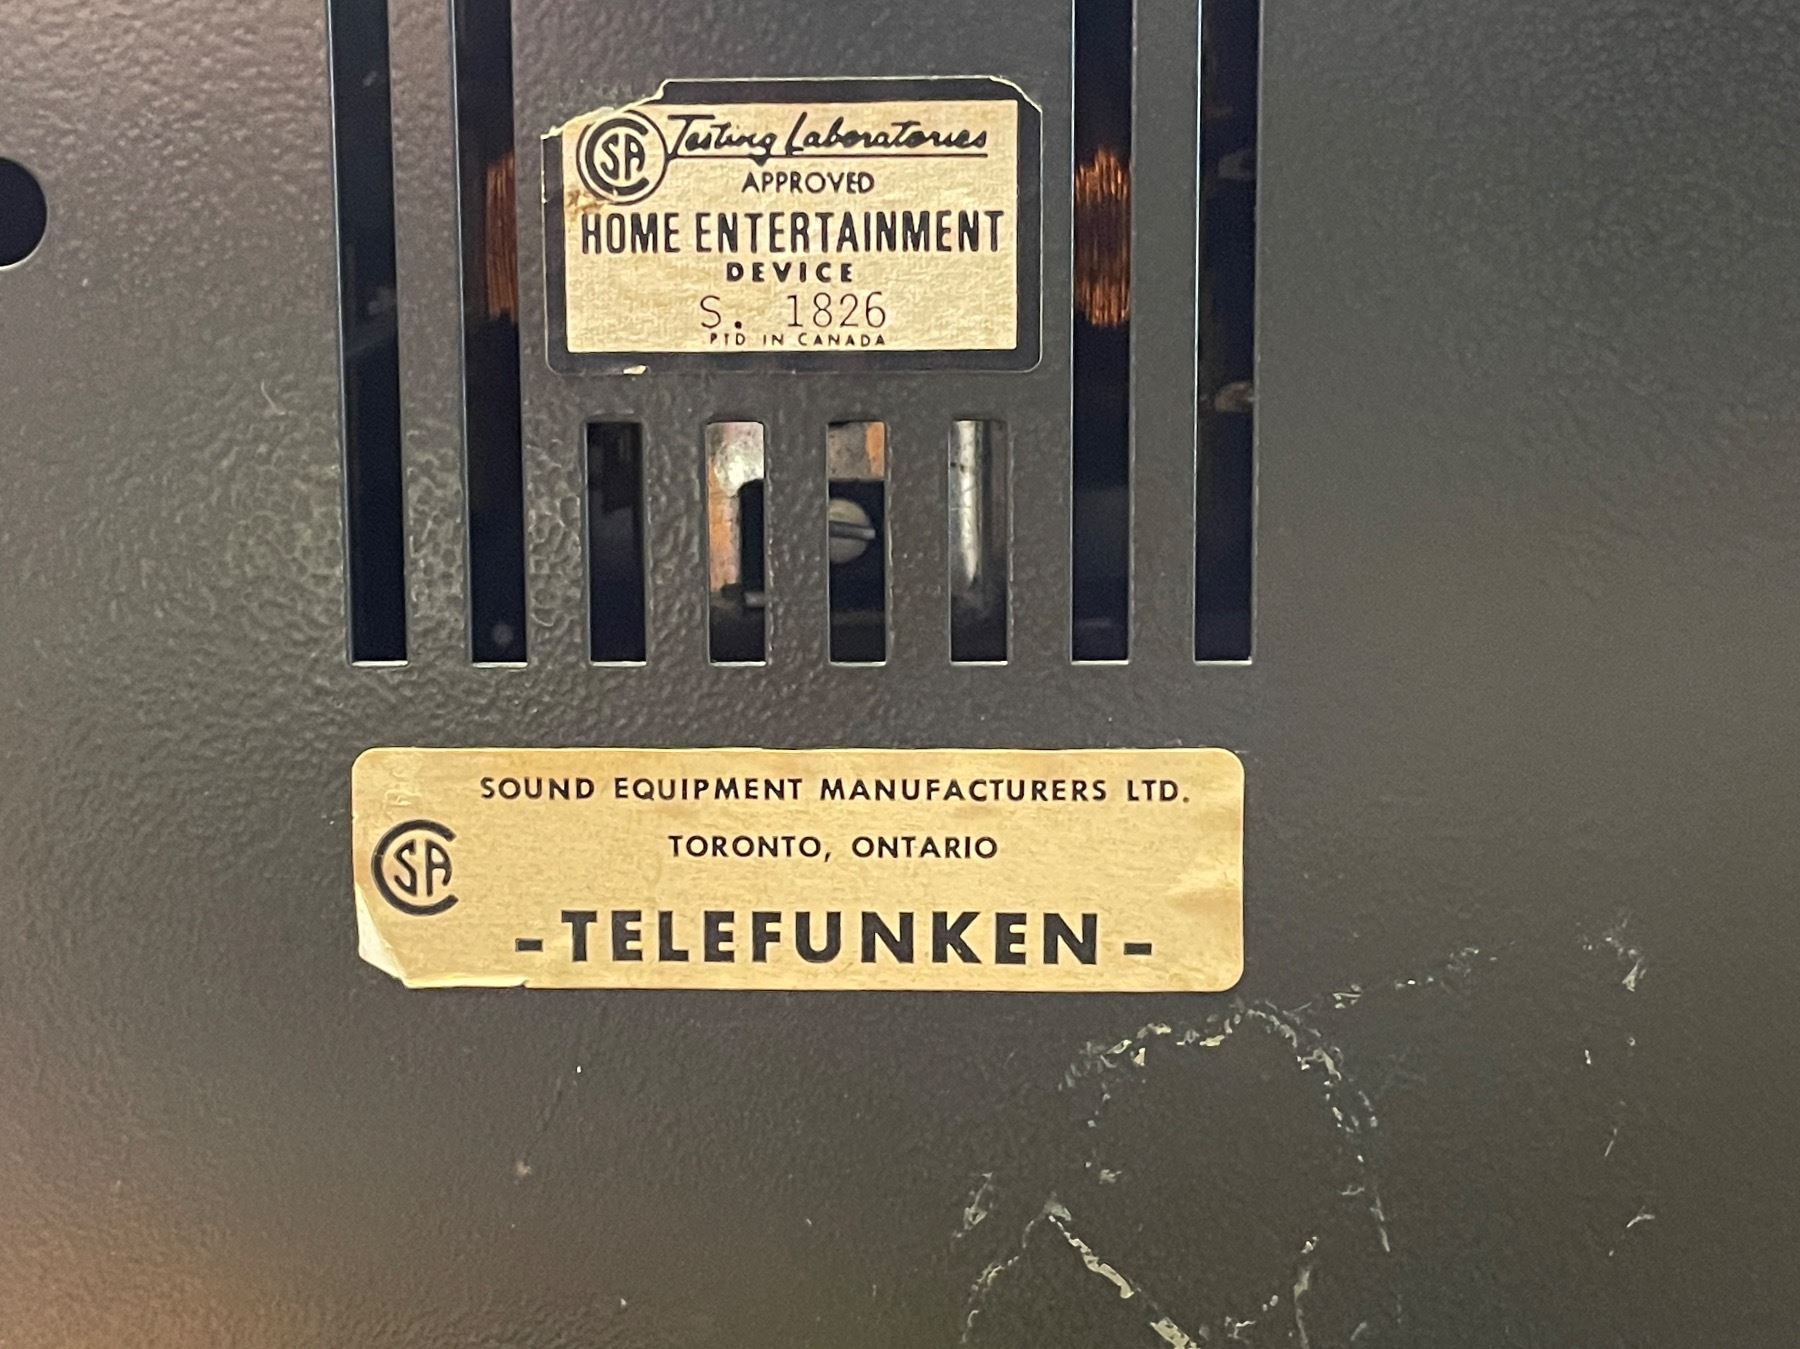 CSA Testing Laboratories
APPROVED
HOME ENTERTAINMENT
DEVICE
S. 1826
PTD IN CANADA
SOUND EQUIPMENT MANUFACTURERS LTD.
TORONTO, ONTARIO
CSA
-TELEFUNKEN-